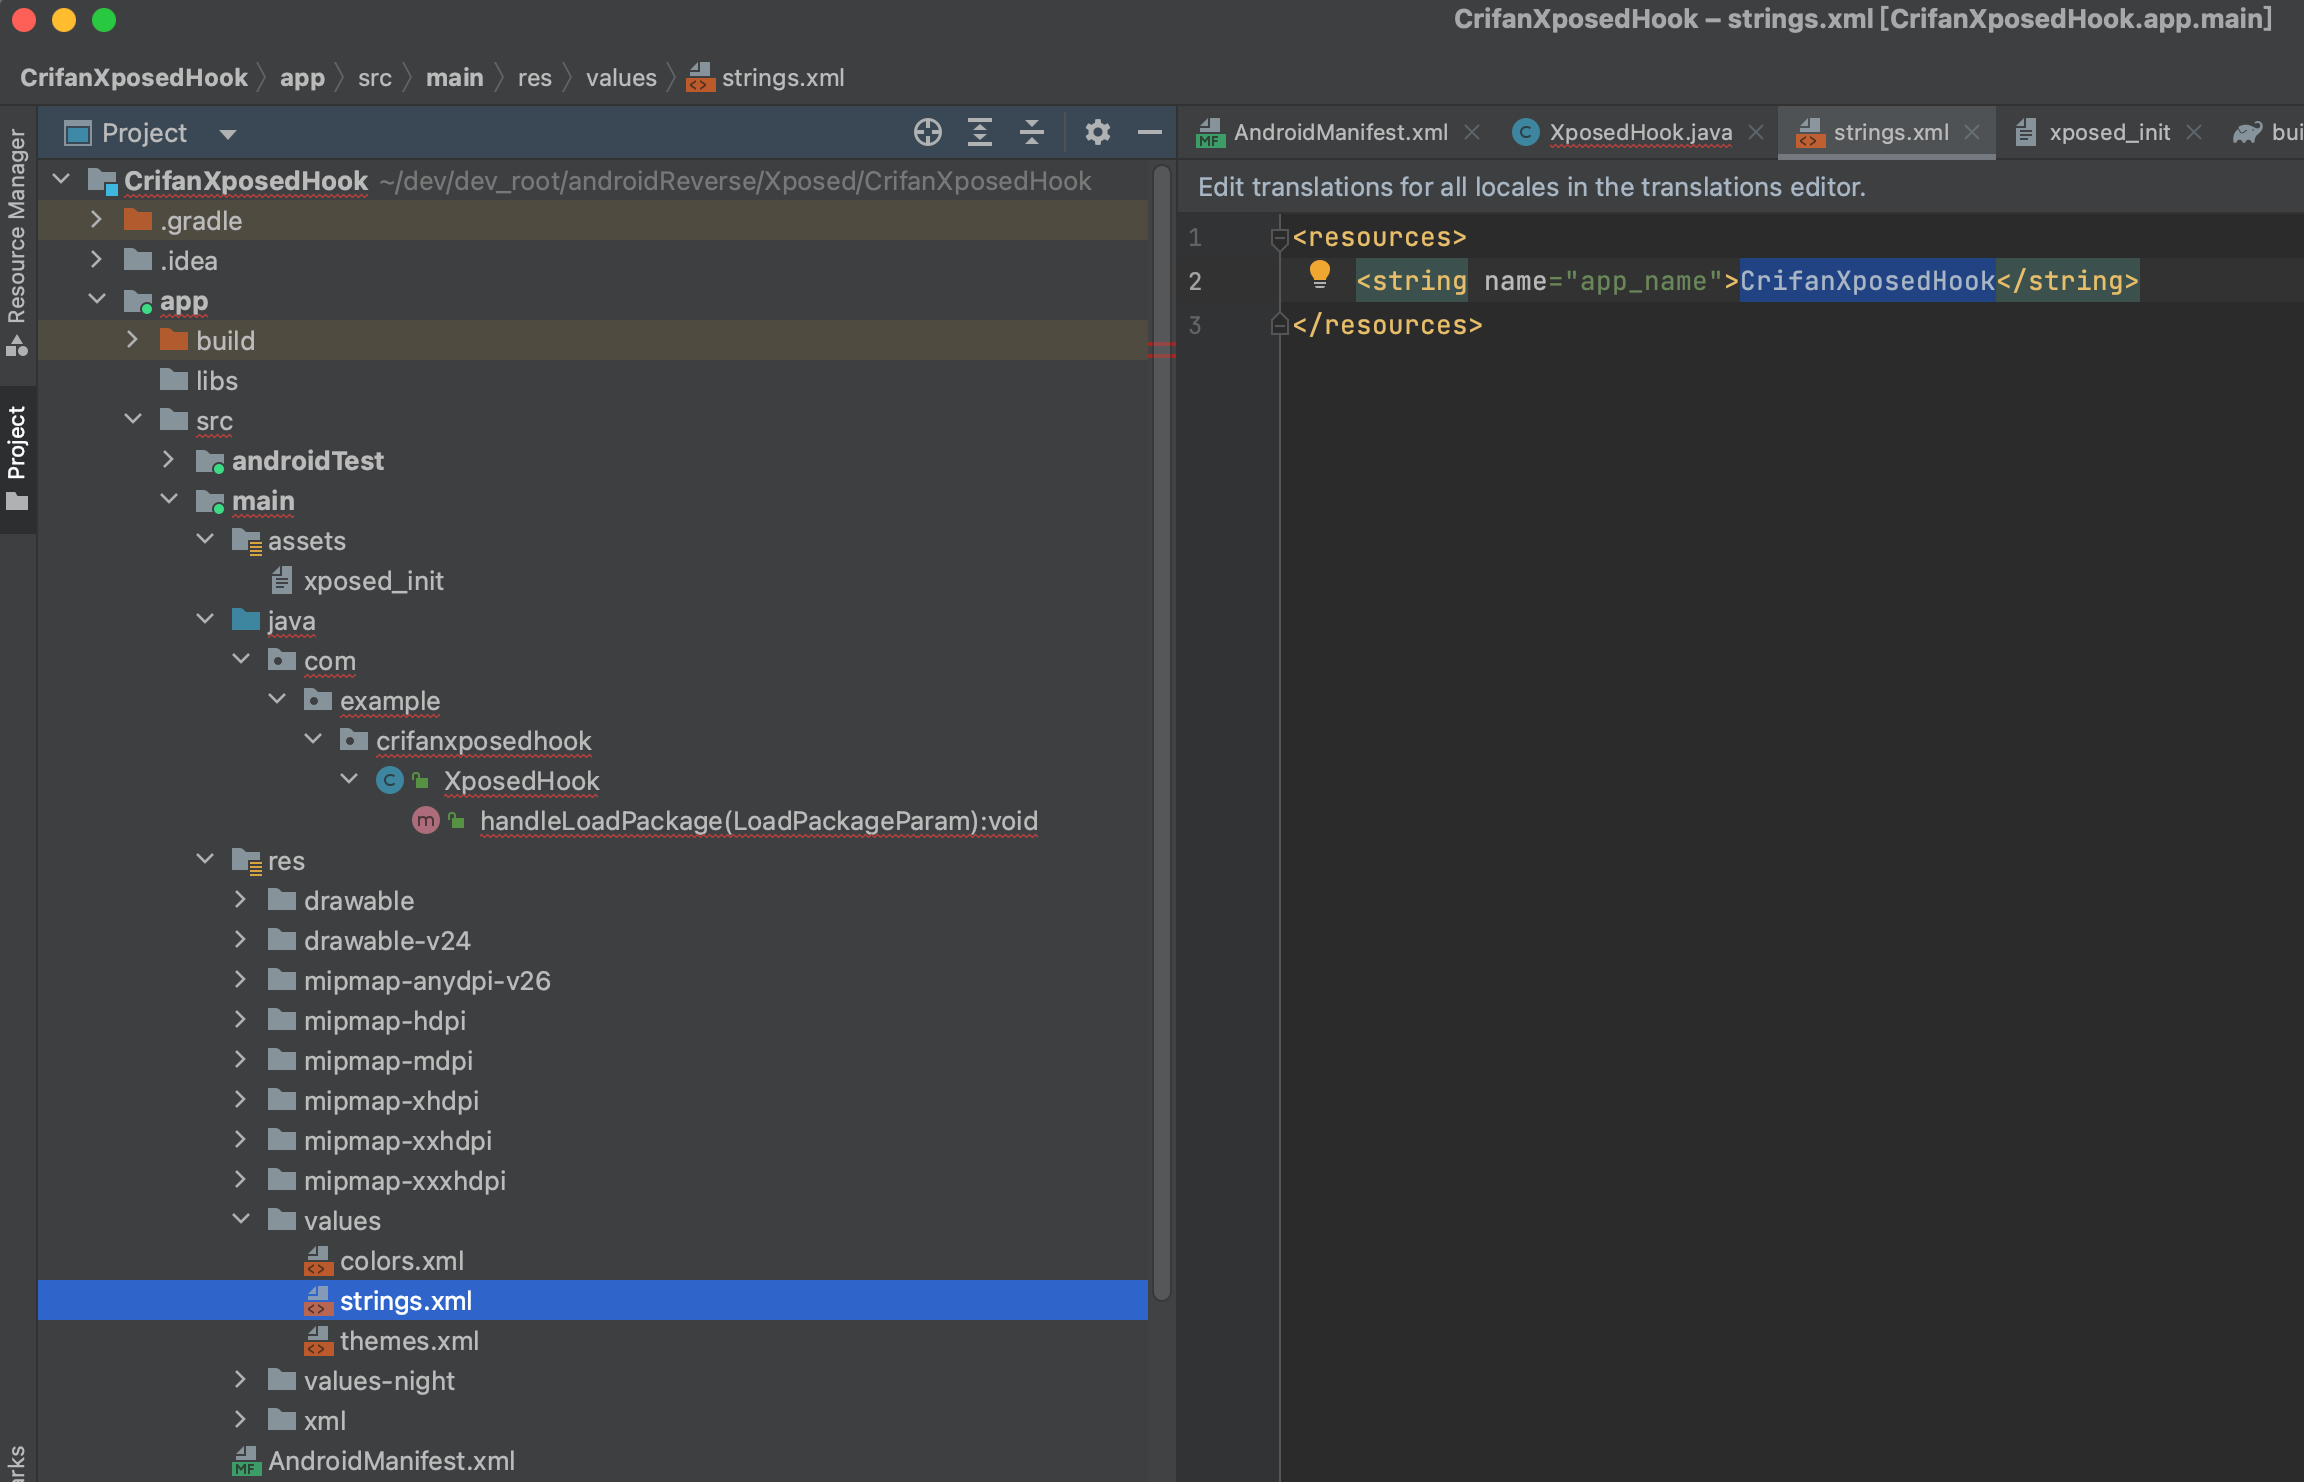 CrifanXposedHook – strings.xml [CrifanXposedHook.app.main]
CrifanXposedHook app src main res values strings.xml
Resource Manager
Project
Project
CrifanXposedHook ~/dev/dev_root/androidReverse/Xposed/CrifanXposedHook
.gradle
.idea
app
build
libs
src
androidTest
main
assets
xposed_init
java
com
example
crifanxposedhook
C XposedHook
m handleLoadPackage(LoadPackageParam):void
res
drawable
drawable-v24
mipmap-anydpi-v26
mipmap-hdpi
mipmap-mdpi
mipmap-xhdpi
mipmap-xxhdpi
mipmap-xxxhdpi
values
colors.xml
strings.xml
themes.xml
values-night
xml
MF AndroidManifest.xml
MF AndroidManifest.xml C XposedHook.java strings.xml xposed_init
Edit translations for all locales in the translations editor.
1 <resources>
2 <string name="app_name">CrifanXposedHook</string>
3 </resources>